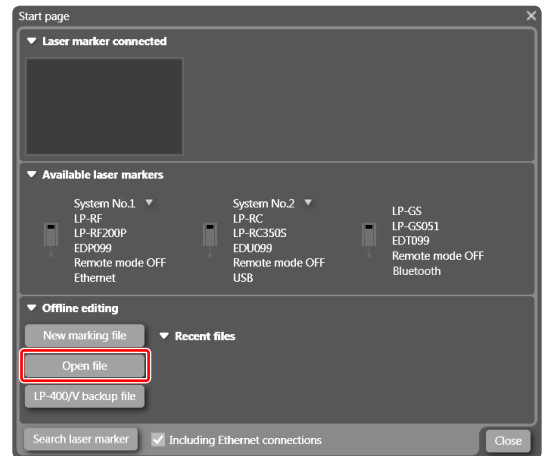 Start page
Laser marker connected
Available laser markers
System No.1
LP-RF
LP-RF200P
EDP099
Remote mode OFF
Ethernet
System No.2
LP-RC
LP-RC350S
EDU099
Remote mode OFF
USB
LP-GS
LP-GS051
EDT099
Remote mode OFF
Bluetooth
Offline editing
New marking file
Recent files
Open file
LP-400/V backup file
Search laser marker
Including Ethernet connections
Close